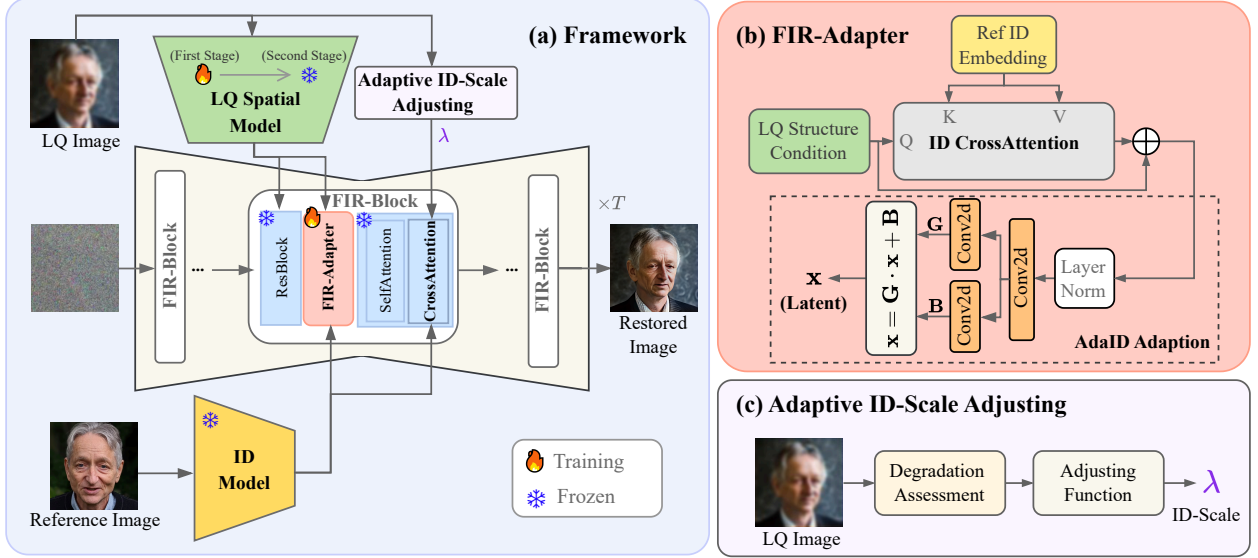 (a) Framework
LQ Image
(First Stage)
(Second Stage)
LQ Spatial
Model
Adaptive ID-Scale
Adjusting
λ
FIR-Block
...
FIR-Block
ResBlock
FIR-Adapter
SelfAttention
CrossAttention
...
FIR-Block
×T
Restored
Image
ID
Model
Reference Image
Training
Frozen
(b) FIR-Adapter
Ref ID
Embedding
LQ Structure
Condition
K
V
Q
ID CrossAttention
x
(Latent)
x = G · x + B
G
B
Conv2d
Conv2d
Conv2d
Layer
Norm
AdaID Adaption
(c) Adaptive ID-Scale Adjusting
LQ Image
Degradation
Assessment
Adjusting
Function
λ
ID-Scale